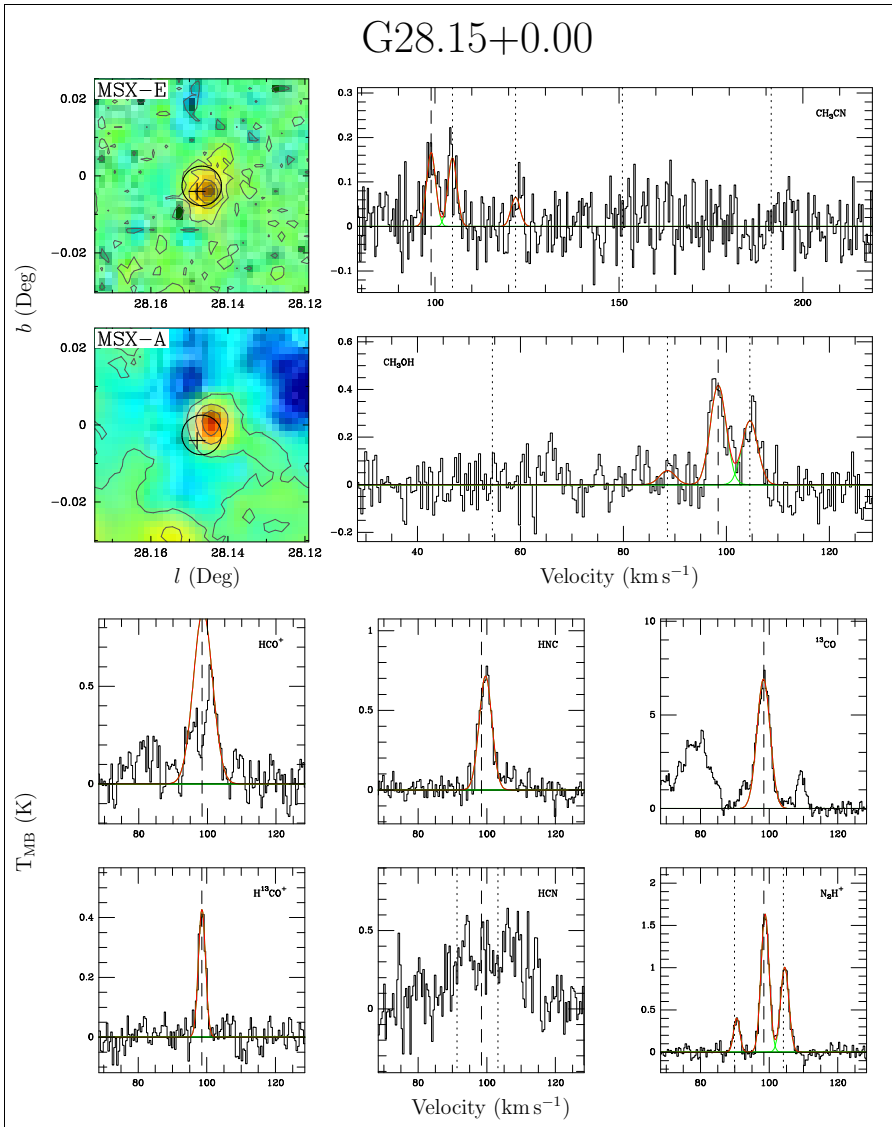 G28.15+0.00
MSX-E
0.02
0
−0.02
28.16 28.14 28.12
CH₃CN
0.3
0.2
0.1
0
−0.1
100 150 200
b (Deg)
MSX-A
0.02
0
−0.02
28.16 28.14 28.12
l (Deg)
CH₃OH
0.6
0.4
0.2
0
−0.2
40 60 80 100 120
Velocity (km s⁻¹)
T_MB (K)
HCO⁺
0.5
0
80 100 120
HNC
1
0.5
0
80 100 120
¹³CO
10
5
0
80 100 120
H¹³CO⁺
0.4
0.2
0
80 100 120
HCN
0.5
0
80 100 120
N₂H⁺
2
1.5
1
0.5
0
80 100 120
Velocity (km s⁻¹)